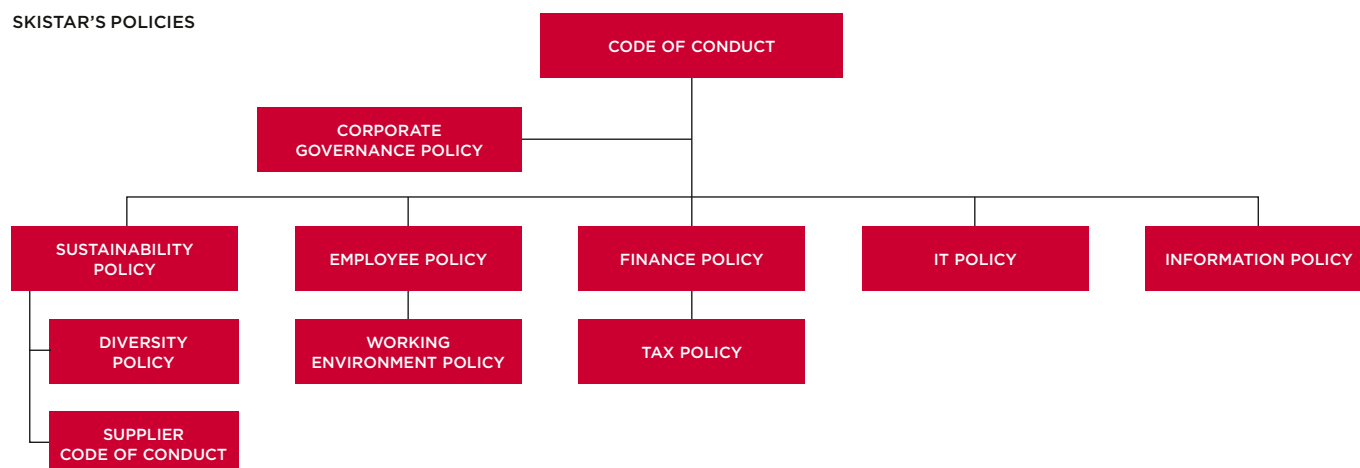 SKISTAR'S POLICIES
CODE OF CONDUCT
CORPORATE
GOVERNANCE POLICY
SUSTAINABILITY
POLICY
EMPLOYEE POLICY
FINANCE POLICY
IT POLICY
INFORMATION POLICY
DIVERSITY
POLICY
WORKING
ENVIRONMENT POLICY
TAX POLICY
SUPPLIER
CODE OF CONDUCT